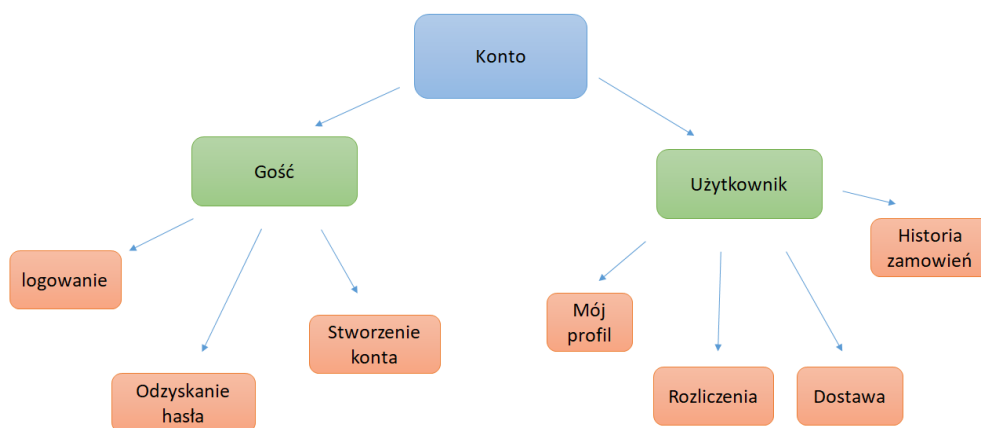 Konto
Gość
Użytkownik
logowanie
Odzyskanie
hasła
Stworzenie
konta
Mój
profil
Rozliczenia
Dostawa
Historia
zamowień